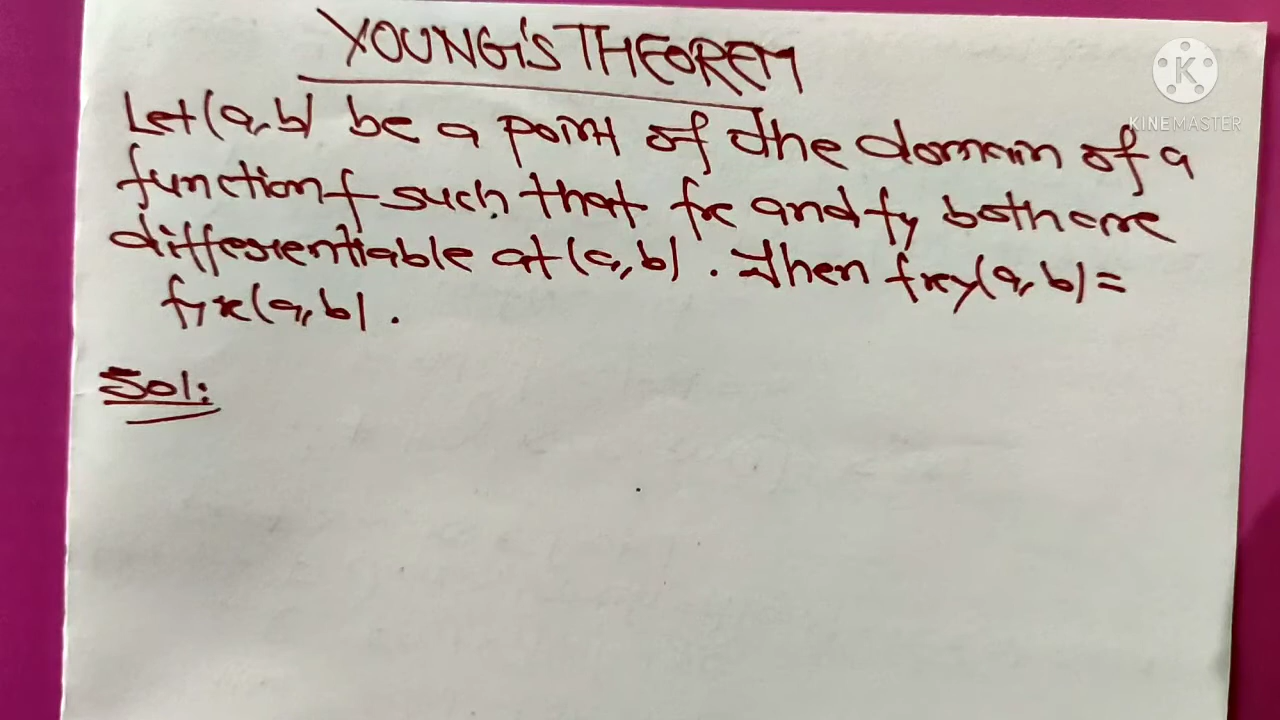 YOUNG'S THEOREM
Let (a, b) be a point of the domain of a
function f such that fx and fy both are
differentiable at (a, b). Then fxy(a, b) =
fyx(a, b).
Sol:
K
KINEMASTER